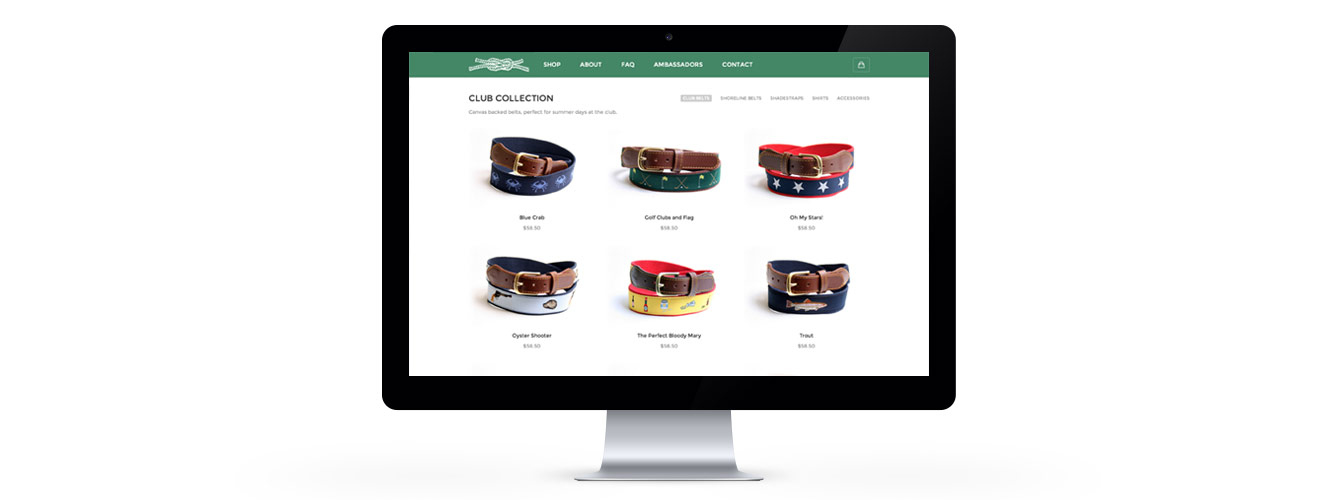 SHOP ABOUT FAQ AMBASSADORS CONTACT
CLUB COLLECTION
CLUB BELTS SHORELINE BELTS SHADESTRAPS SHIRTS ACCESSORIES
Canvas backed belts, perfect for summer days at the club.
Blue Crab Golf Clubs and Flag Oh My Stars!
$58.50 $58.50 $58.50
Oyster Shooter The Perfect Bloody Mary Trout
$58.50 $58.50 $58.50